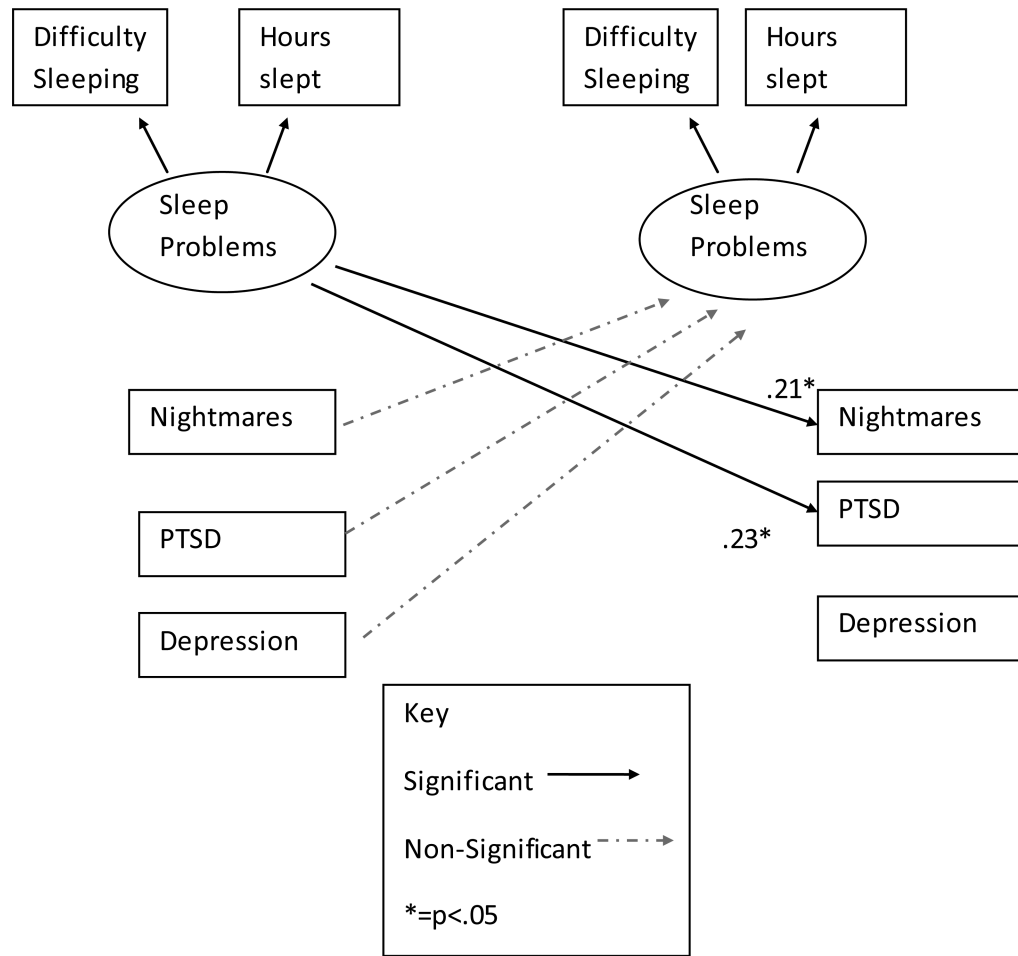 Difficulty
Sleeping
Hours
slept
Difficulty
Sleeping
Hours
slept
Sleep
Problems
Sleep
Problems
.21*
Nightmares
Nightmares
PTSD
.23*
PTSD
Depression
Depression
Key
Significant
Non-Significant
*=p<.05